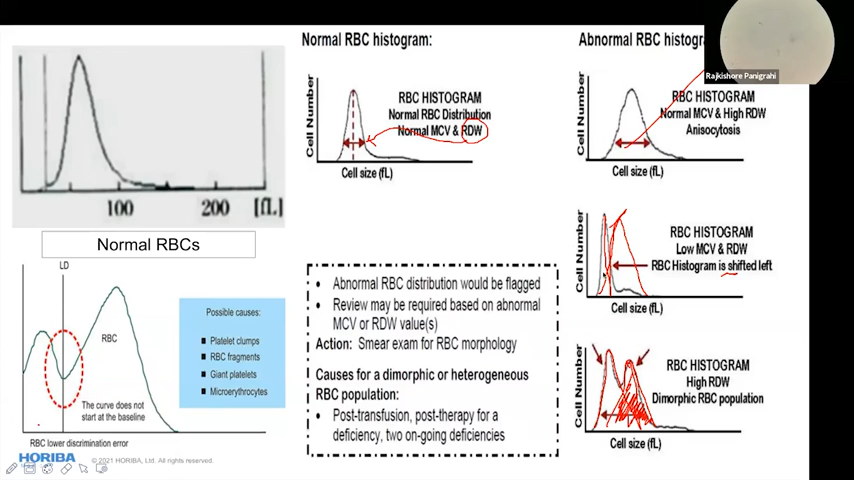 Normal RBC histogram:
Abnormal RBC histogr
Rajkishore Panigrahi
100
200
[fL]
Normal RBCs
Cell Number
RBC HISTOGRAM
Normal RBC Distribution
Normal MCV & RDW
Cell size (fL)
Cell Number
RBC HISTOGRAM
Normal MCV & High RDW
Anisocytosis
Cell size (fL)
Cell Number
RBC HISTOGRAM
Low MCV & RDW
RBC Histogram is shifted left
Cell size (fL)
Cell Number
RBC HISTOGRAM
High RDW
Dimorphic RBC population
Cell size (fL)
LD
RBC
The curve does not
start at the baseline
RBC lower discrimination error
Possible causes:
Platelet clumps
RBC fragments
Giant platelets
Microerythrocytes
• Abnormal RBC distribution would be flagged
• Review may be required based on abnormal
MCV or RDW value(s)
Action: Smear exam for RBC morphology
Causes for a dimorphic or heterogeneous
RBC population:
• Post-transfusion, post-therapy for a
deficiency, two on-going deficiencies
HORIBA
© 2021 HORIBA, Ltd. All rights reserved.